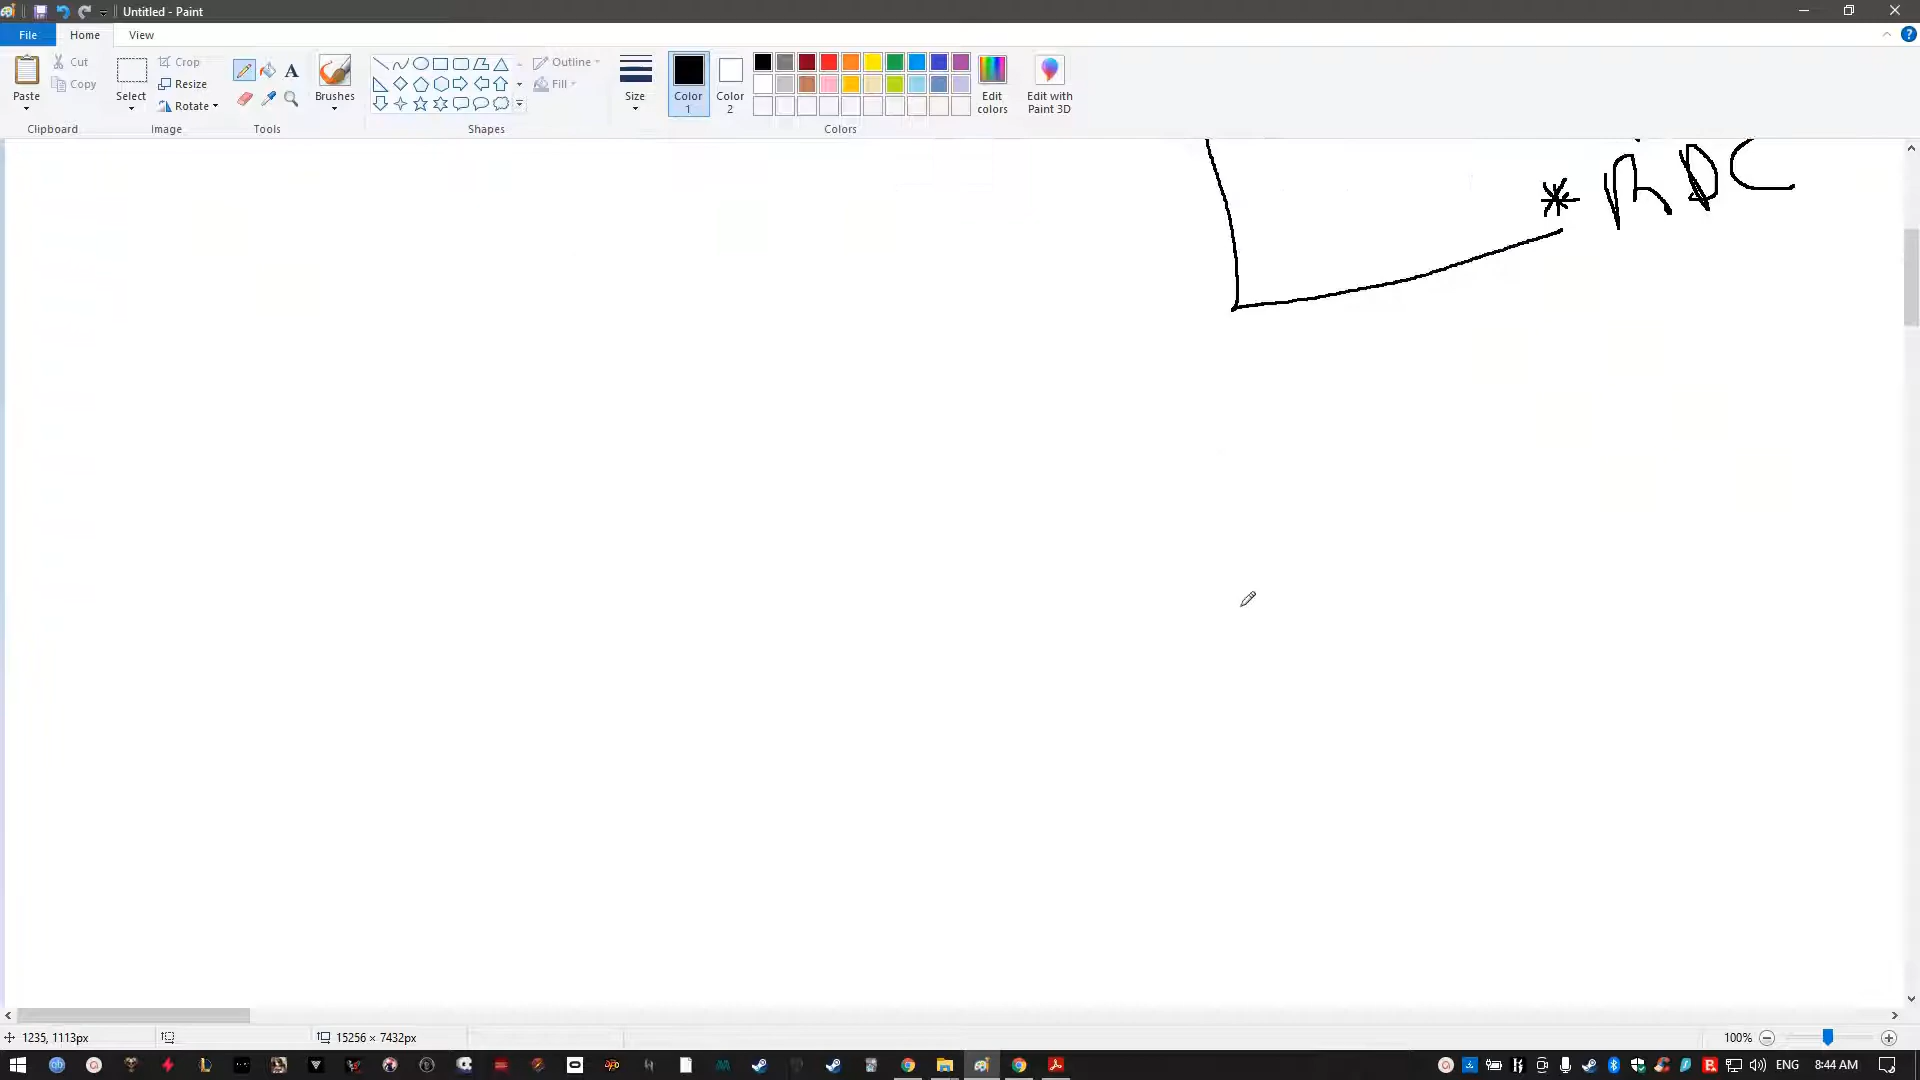 Untitled - Paint
File
Home
View
Paste
Cut
Copy
Clipboard
Select
Crop
Resize
Rotate
Image
Tools
Brushes
Shapes
Outline
Fill
Size
Color 1
Color 2
Colors
Edit colors
Edit with Paint 3D
* RDC
1235, 1113px
15256 × 7432px
100%
ENG
8:44 AM